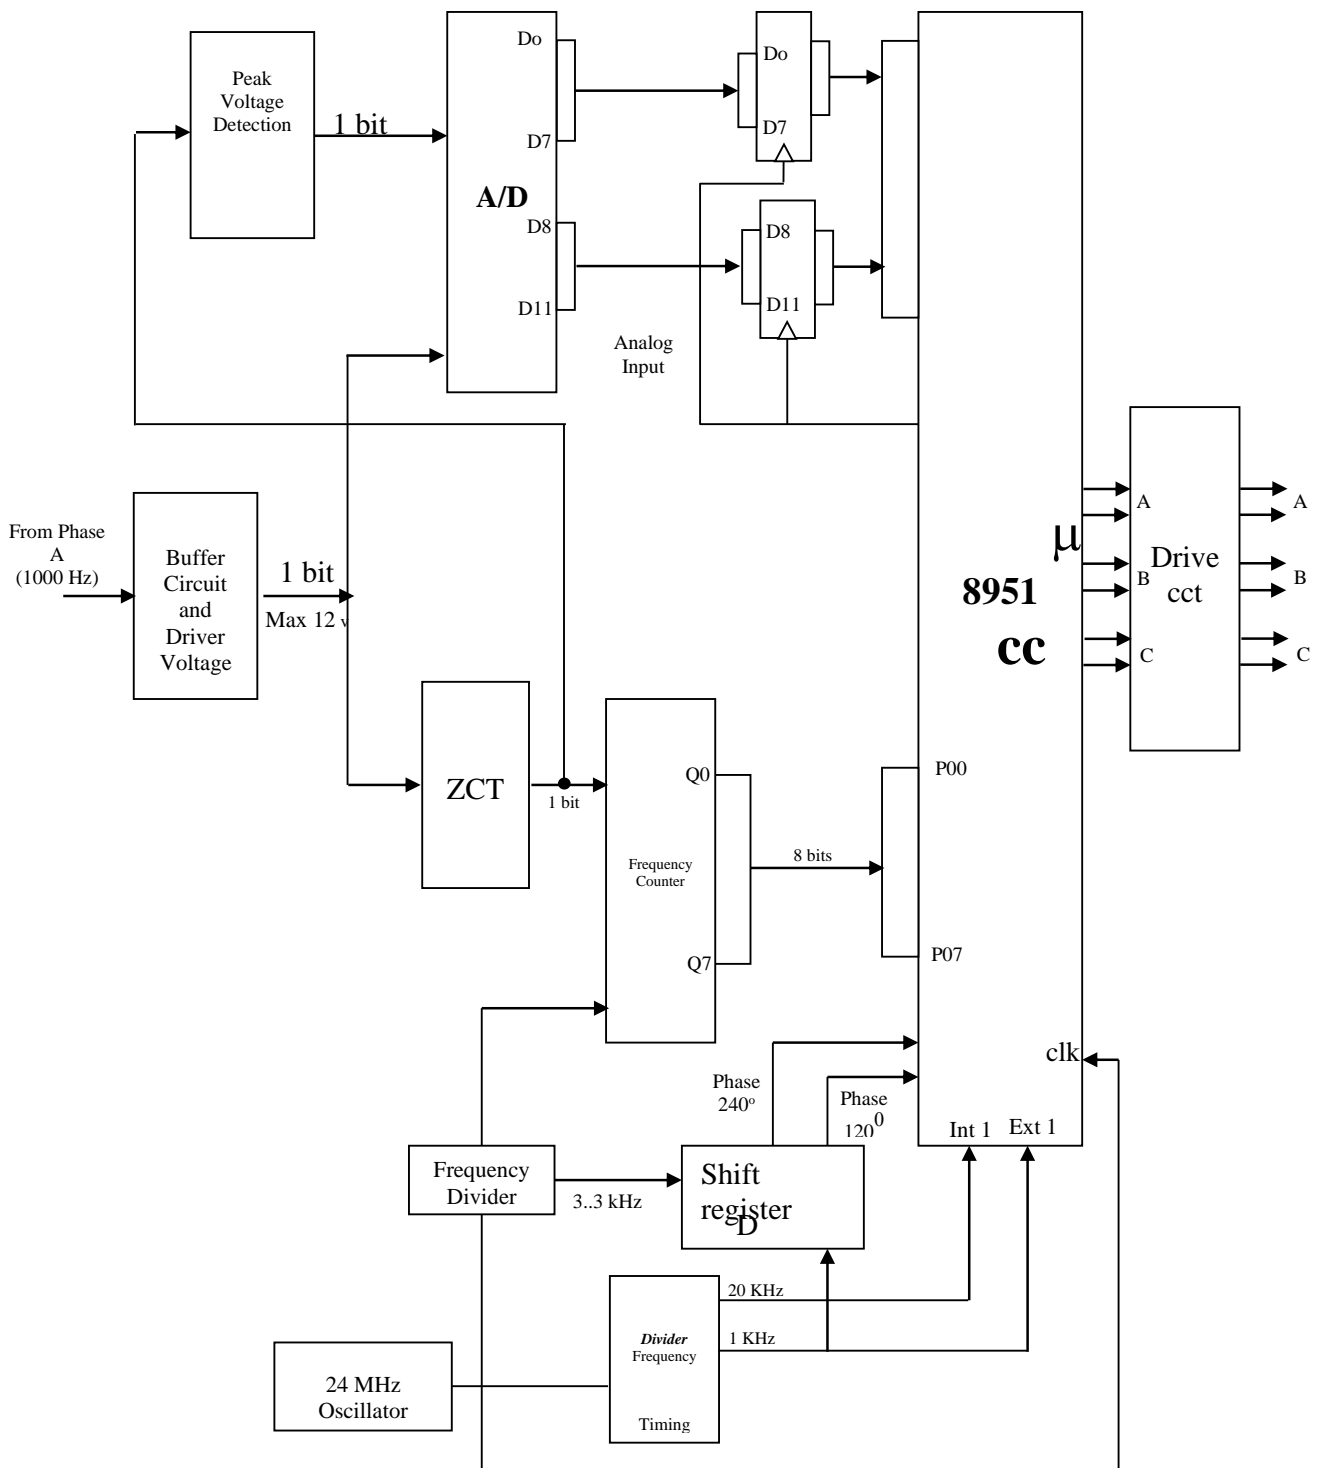 Peak
Voltage
Detection
1 bit
Do
D7
A/D
D8
D11
Do
D7
D8
D11
Analog
Input
From Phase
A
(1000 Hz)
Buffer
Circuit
and
Driver
Voltage
1 bit
Max 12 v
ZCT
1 bit
Frequency
Counter
Q0
Q7
8 bits
P00
P07
μ
8951
cc
A
B
C
Drive
cct
A
B
C
clk
Int 1
Ext 1
Phase
240°
Phase
120⁰
Frequency
Divider
3..3 kHz
Shift
register
D
20 KHz
1 KHz
Divider
Frequency
Timing
24 MHz
Oscillator